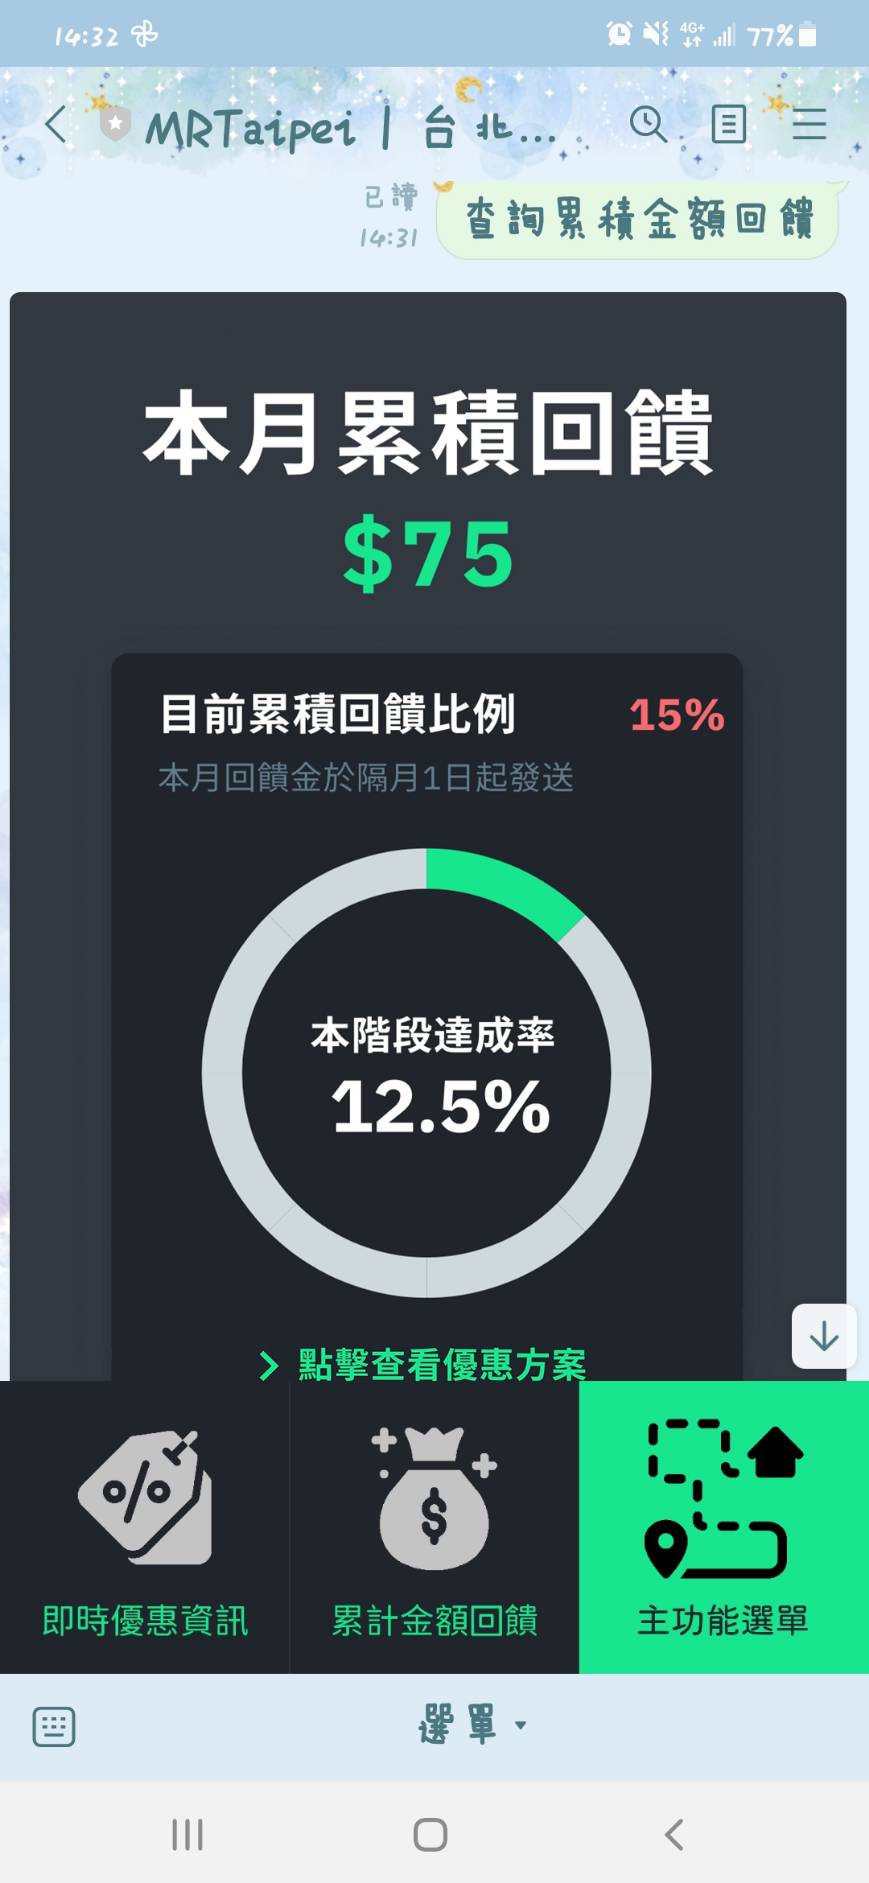 14:32
4G+
77%
MRTaipei | 台北...
已讀
14:31
查詢累積金額回饋
本月累積回饋
$75
目前累積回饋比例
15%
本月回饋金於隔月1日起發送
本階段達成率
12.5%
> 點擊查看優惠方案
即時優惠資訊
累計金額回饋
主功能選單
選單